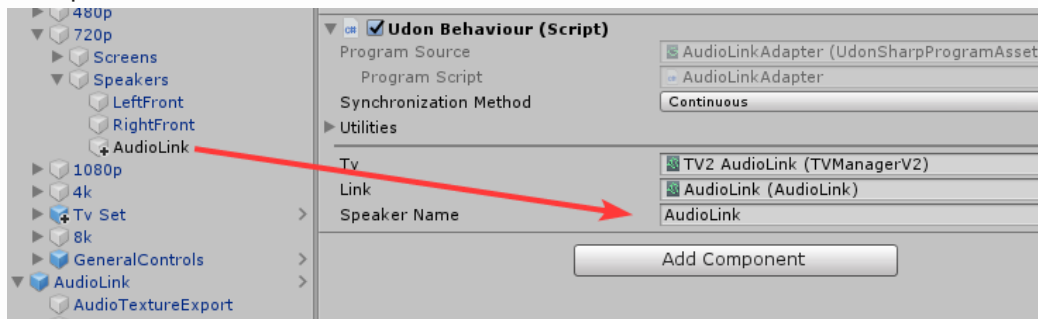 480p
720p
Screens
Speakers
LeftFront
RightFront
AudioLink
1080p
4k
Tv Set
8k
GeneralControls
AudioLink
AudioTextureExport
Udon Behaviour (Script)
Program Source
AudioLinkAdapter (UdonSharpProgramAsset
Program Script
AudioLinkAdapter
Synchronization Method
Continuous
Utilities
Tv
TV2 AudioLink (TVManagerV2)
Link
AudioLink (AudioLink)
Speaker Name
AudioLink
Add Component